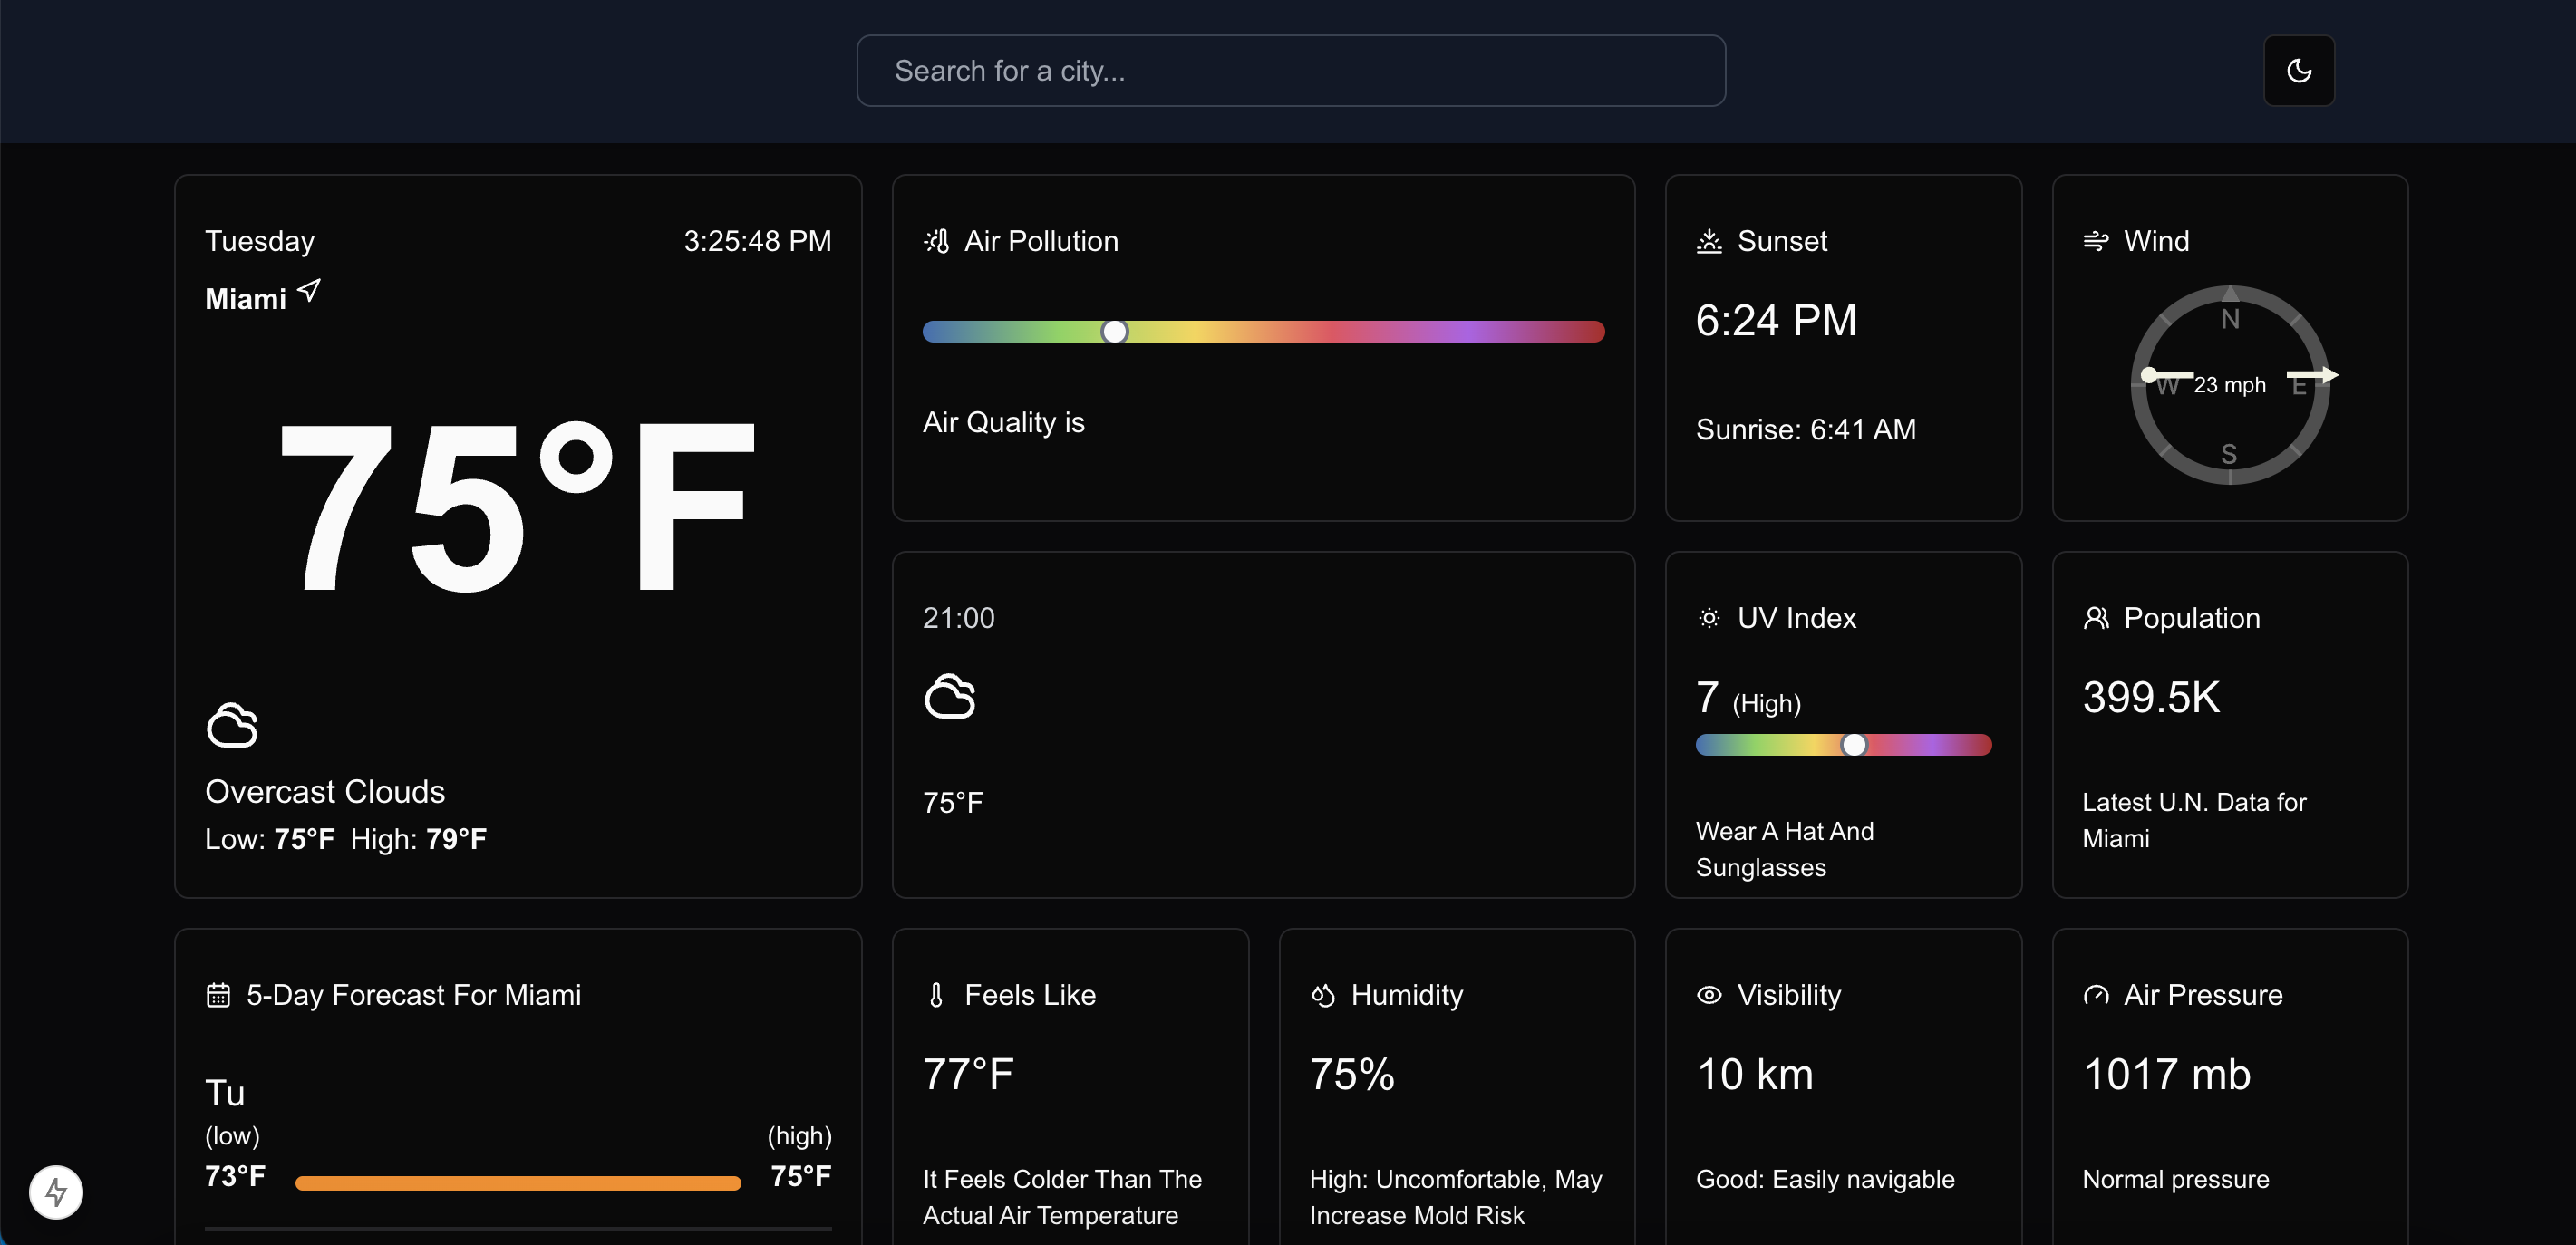 Search for a city...
Tuesday
3:25:48 PM
Miami
75°F
Overcast Clouds
Low: 75°F High: 79°F
Air Pollution
Air Quality is
Sunset
6:24 PM
Sunrise: 6:41 AM
Wind
N
W
23 mph
E
S
21:00
75°F
UV Index
7 (High)
Wear A Hat And
Sunglasses
Population
399.5K
Latest U.N. Data for
Miami
5-Day Forecast For Miami
Tu
(low)
(high)
73°F
75°F
Feels Like
77°F
It Feels Colder Than The
Actual Air Temperature
Humidity
75%
High: Uncomfortable, May
Increase Mold Risk
Visibility
10 km
Good: Easily navigable
Air Pressure
1017 mb
Normal pressure